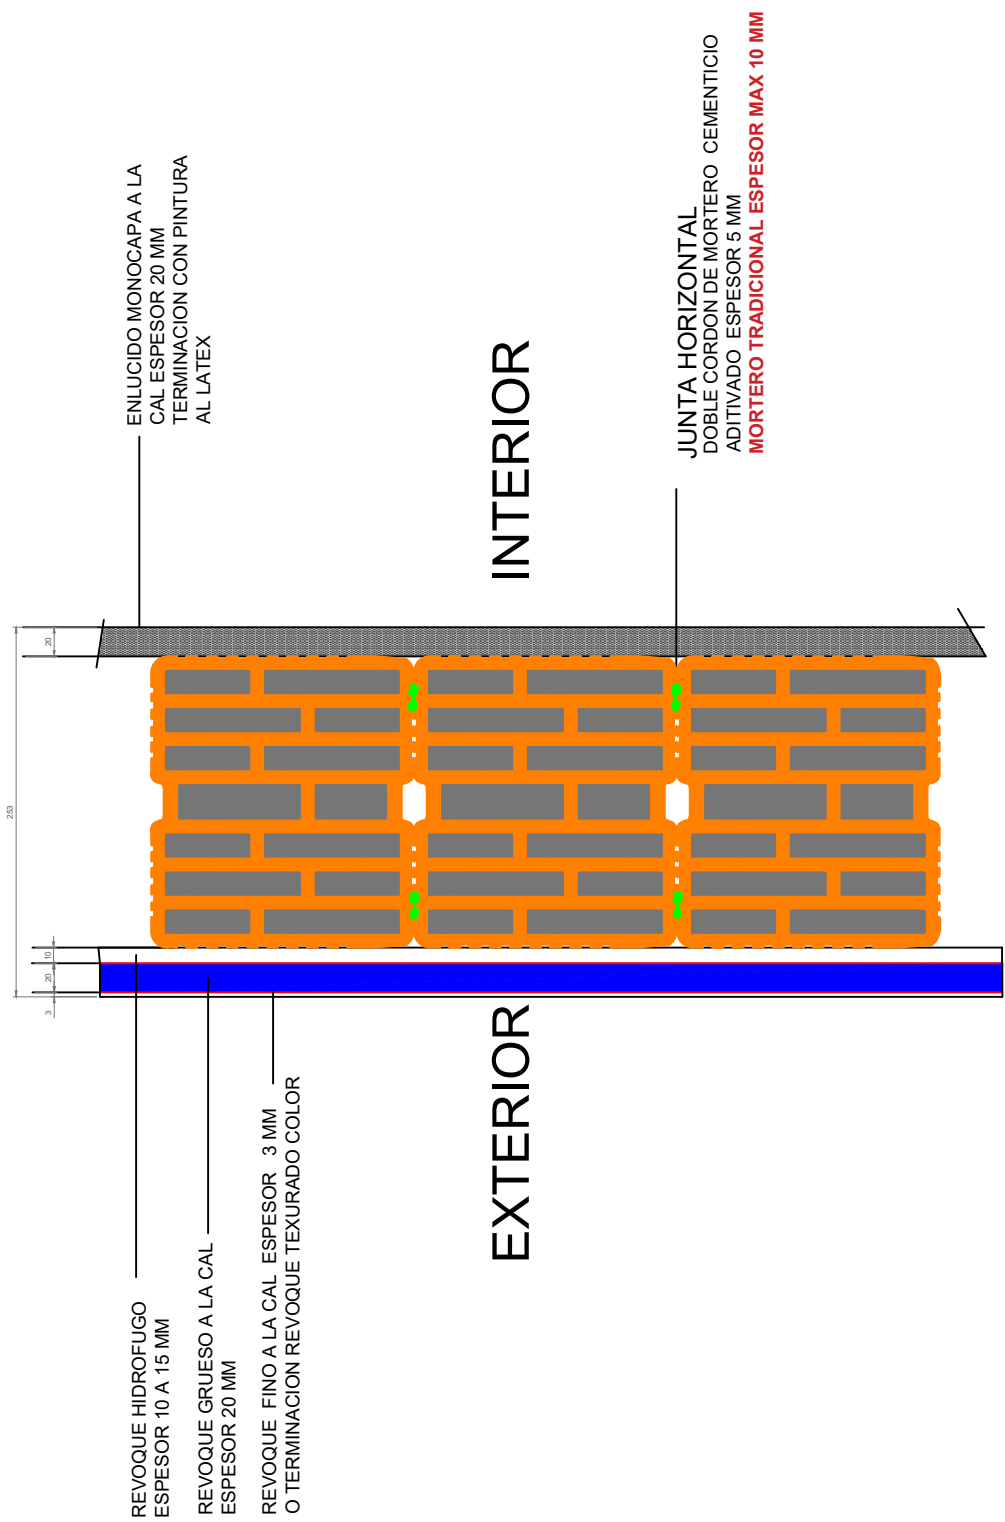 ENLUCIDO MONOCAPA A LA
CAL ESPESOR 20 MM
TERMINACION CON PINTURA
AL LATEX
JUNTA HORIZONTAL
DOBLE CORDON DE MORTERO CEMENTICIO
ADITIVADO ESPESOR 5 MM
MORTERO TRADICIONAL ESPESOR MAX 10 MM
INTERIOR
253
20
10
20
3
EXTERIOR
REVOQUE HIDROFUGO
ESPESOR 10 A 15 MM
REVOQUE GRUESO A LA CAL
ESPESOR 20 MM
REVOQUE FINO A LA CAL ESPESOR 3 MM
O TERMINACION REVOQUE TEXURADO COLOR